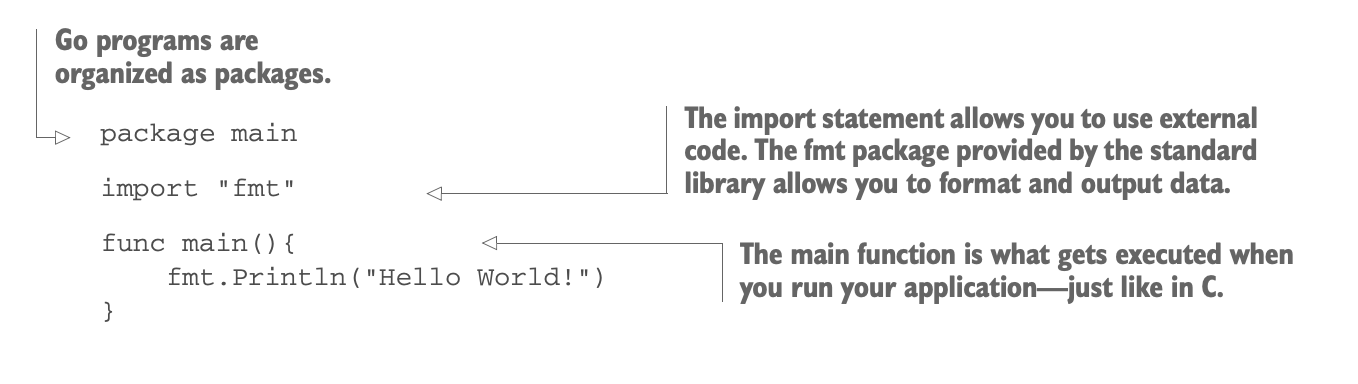 Go programs are
organized as packages.
package main
The import statement allows you to use external
code. The fmt package provided by the standard
library allows you to format and output data.
import "fmt"
func main(){
The main function is what gets executed when
you run your application—just like in C.
    fmt.Println("Hello World!")
}